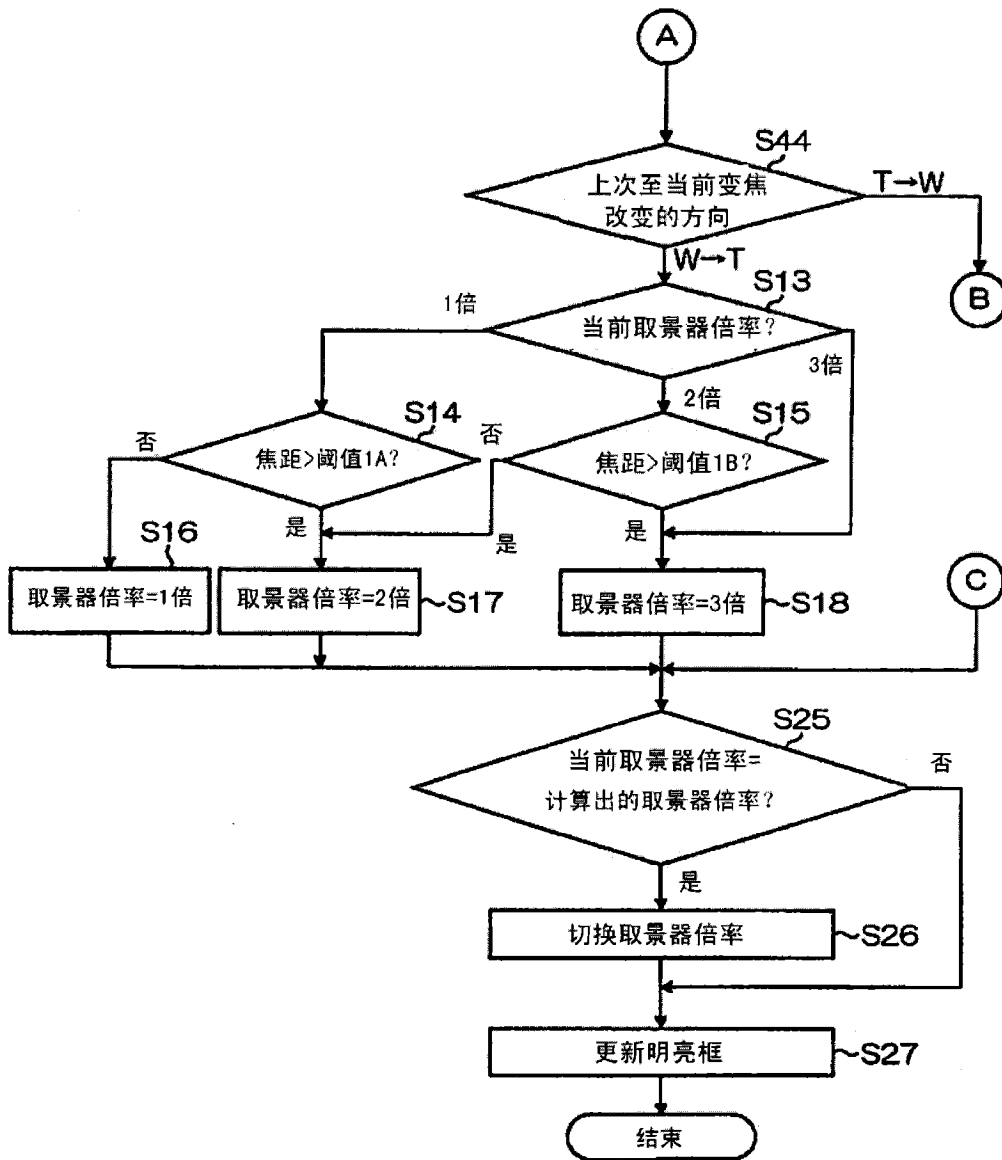 A
S44
上次至当前变焦
改变的方向
T→W
B
W→T
S13
当前取景器倍率?
1倍
2倍
3倍
S14
焦距>阈值1A?
否
是
S15
焦距>阈值1B?
否
是
是
S16
取景器倍率=1倍
取景器倍率=2倍
S17
取景器倍率=3倍
S18
C
S25
当前取景器倍率=
计算出的取景器倍率?
否
是
切换取景器倍率
S26
更新明亮框
S27
结束